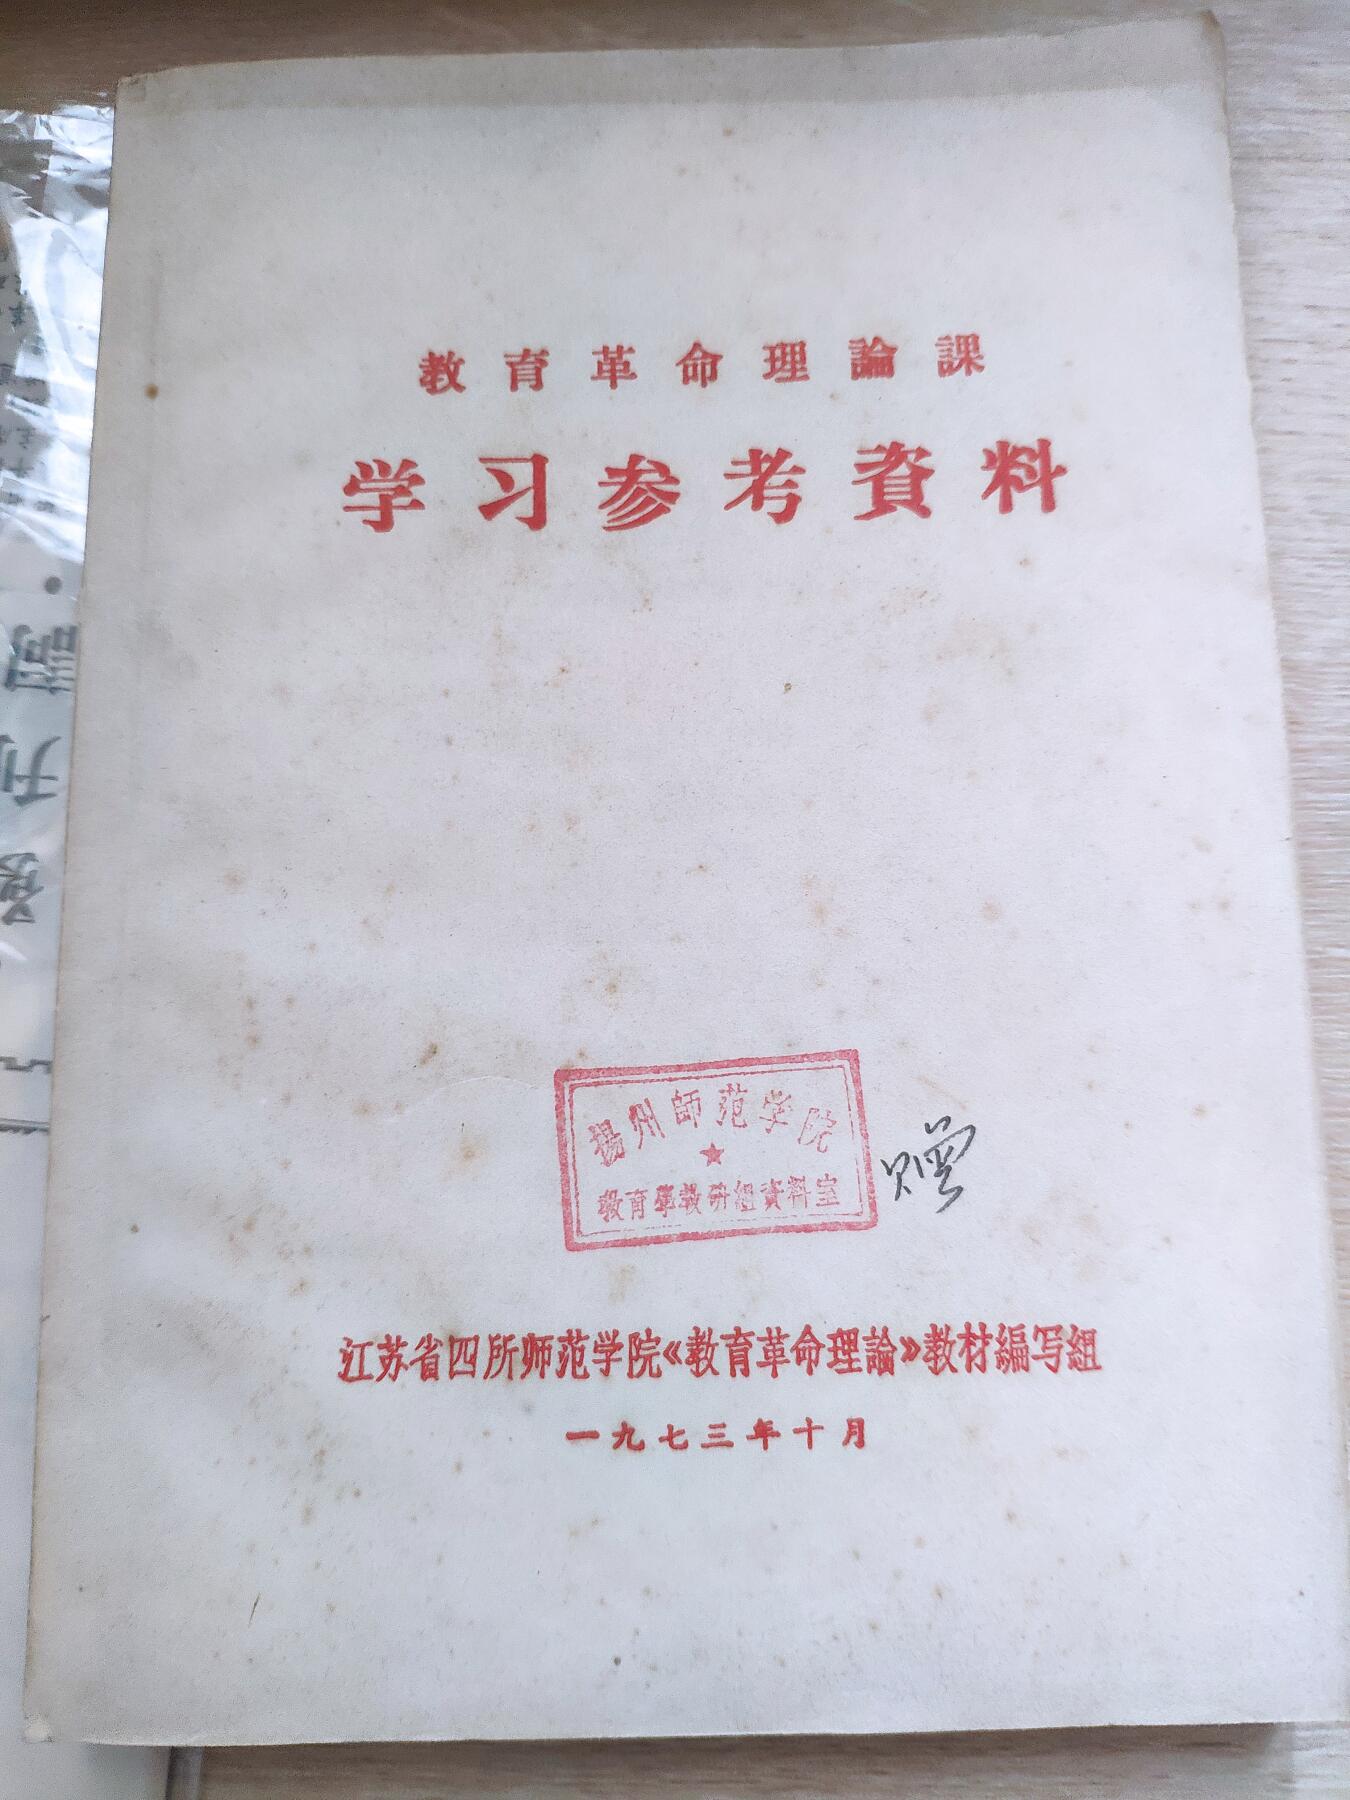 教育革命理論課
学习参考資料
揚州師范学院
教育學教研組資料室
赠
江苏省四所师范学院《教育革命理論》教材編写組
一九七三年十月